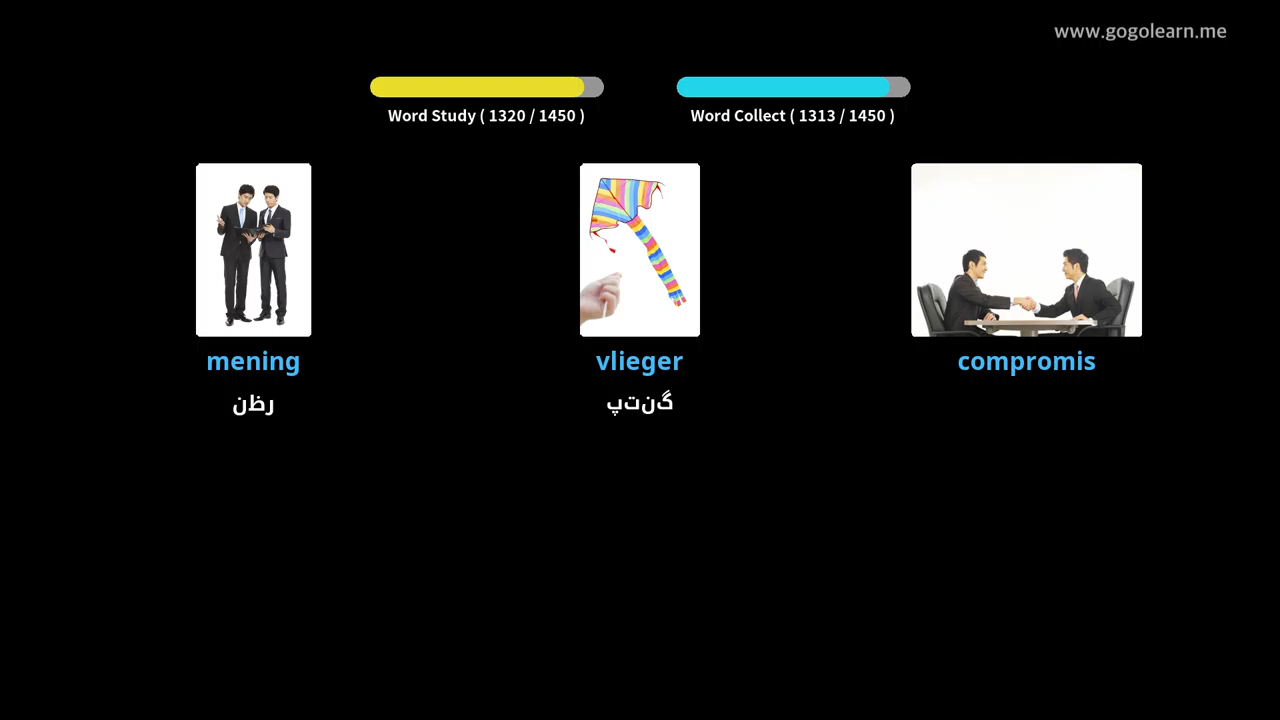 www.gogolearn.me
Word Study ( 1320 / 1450 )
Word Collect ( 1313 / 1450 )
mening
vlieger
compromis
رظن
گنتپ